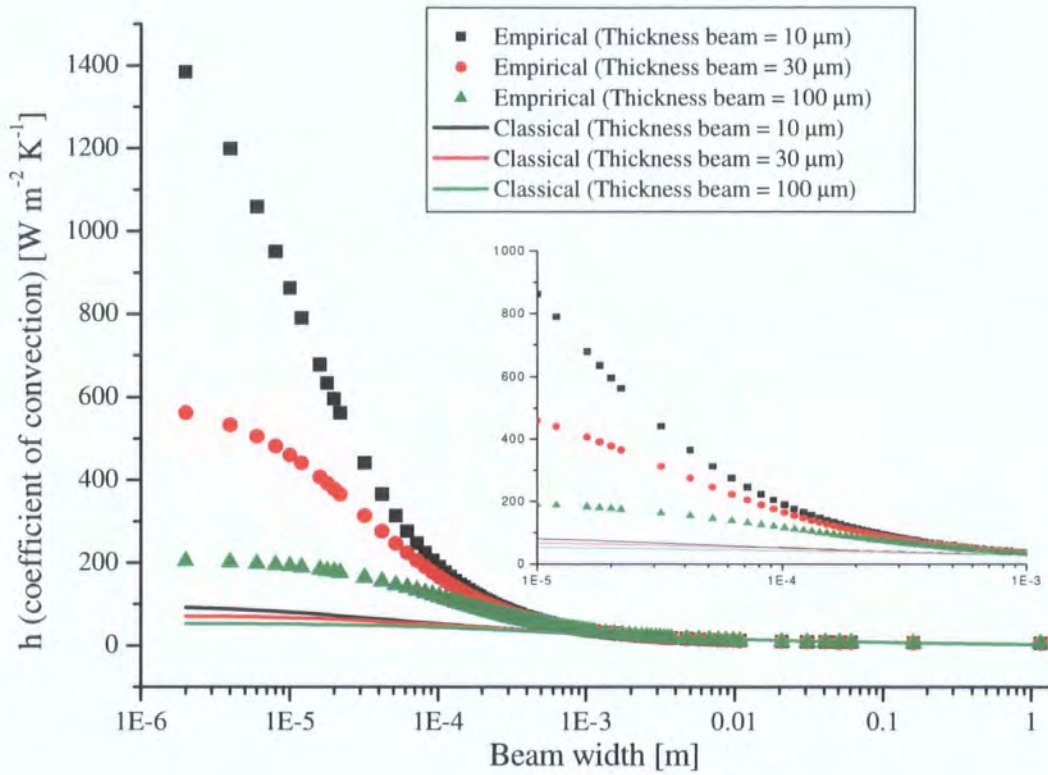 Empirical (Thickness beam = 10 μm)
Empirical (Thickness beam = 30 μm)
Emprirical (Thickness beam = 100 μm)
Classical (Thickness beam = 10 μm)
Classical (Thickness beam = 30 μm)
Classical (Thickness beam = 100 μm)
h (coefficient of convection) [W m⁻² K⁻¹]
1400
1200
1000
800
600
400
200
0
1E-6 1E-5 1E-4 1E-3 0.01 0.1 1
Beam width [m]
1000
800
600
400
200
0
1E-5 1E-4 1E-3